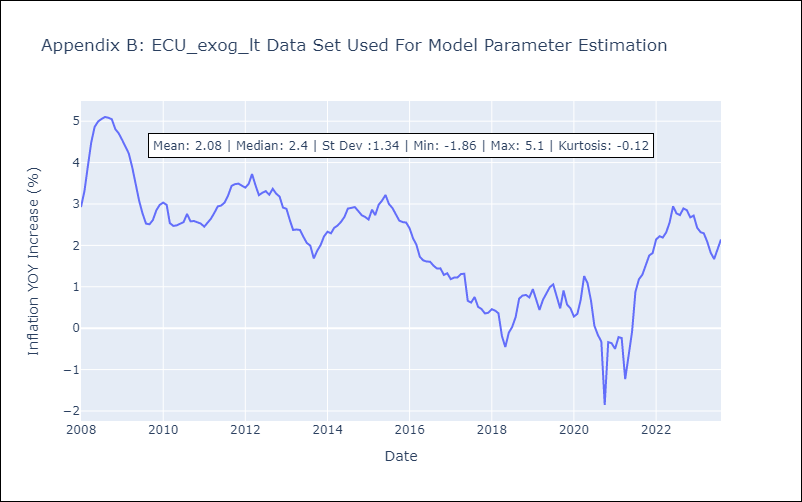 Appendix B: ECU_exog_lt Data Set Used For Model Parameter Estimation
Mean: 2.08 | Median: 2.4 | St Dev :1.34 | Min: -1.86 | Max: 5.1 | Kurtosis: -0.12
Inflation YOY Increase (%)
5
4
3
2
1
0
−1
−2
2008 2010 2012 2014 2016 2018 2020 2022
Date